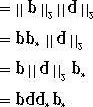 = || b ||₃ || d ||₃
= bb* || d ||₃
= b || d ||₃ b*
= bdd* b*